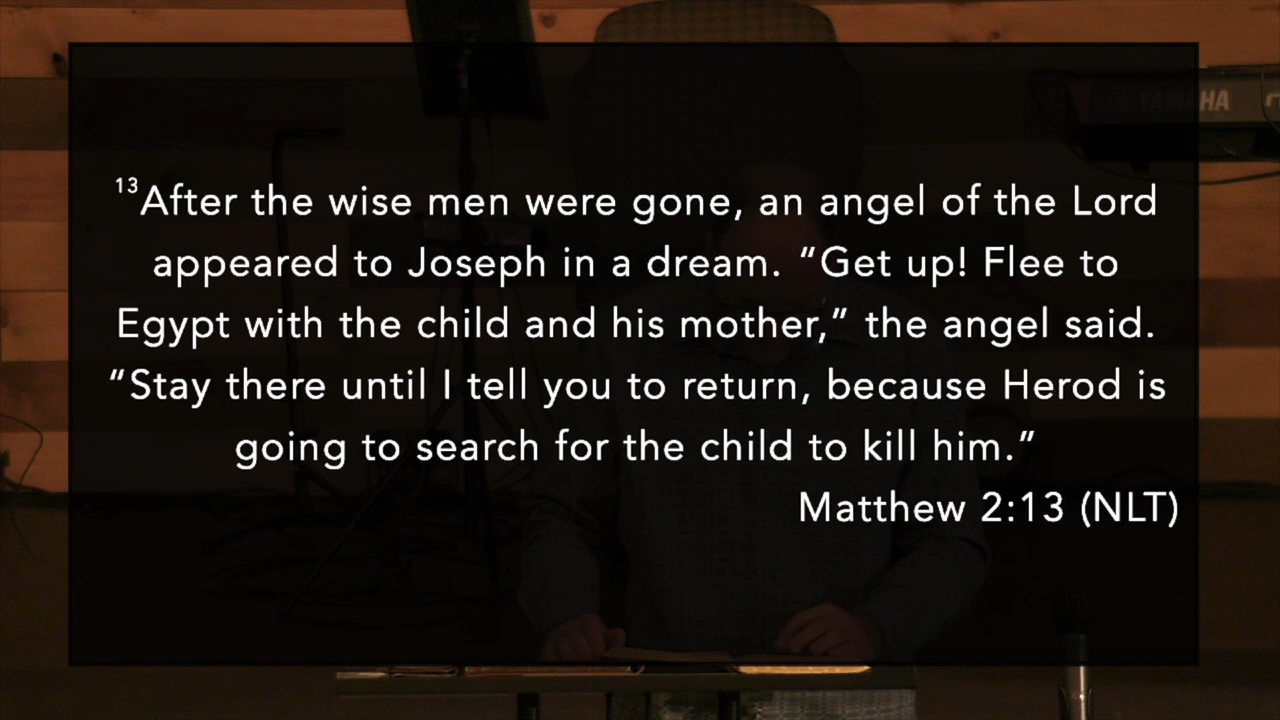 YAMAHA
¹³After the wise men were gone, an angel of the Lord
appeared to Joseph in a dream. “Get up! Flee to
Egypt with the child and his mother,” the angel said.
“Stay there until I tell you to return, because Herod is
going to search for the child to kill him.”
Matthew 2:13 (NLT)